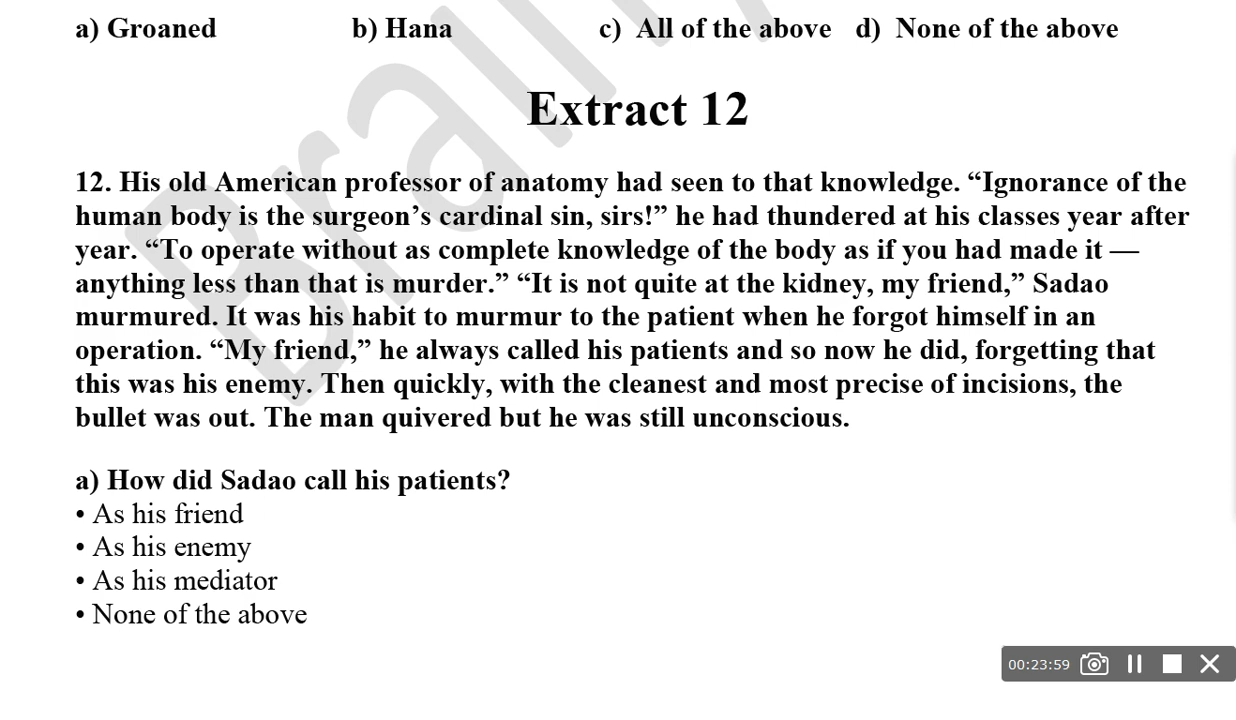 a) Groaned b) Hana c) All of the above d) None of the above
Extract 12
12. His old American professor of anatomy had seen to that knowledge. “Ignorance of the
human body is the surgeon’s cardinal sin, sirs!” he had thundered at his classes year after
year. “To operate without as complete knowledge of the body as if you had made it —
anything less than that is murder.” “It is not quite at the kidney, my friend,” Sadao
murmured. It was his habit to murmur to the patient when he forgot himself in an
operation. “My friend,” he always called his patients and so now he did, forgetting that
this was his enemy. Then quickly, with the cleanest and most precise of incisions, the
bullet was out. The man quivered but he was still unconscious.
a) How did Sadao call his patients?
• As his friend
• As his enemy
• As his mediator
• None of the above
00:23:59